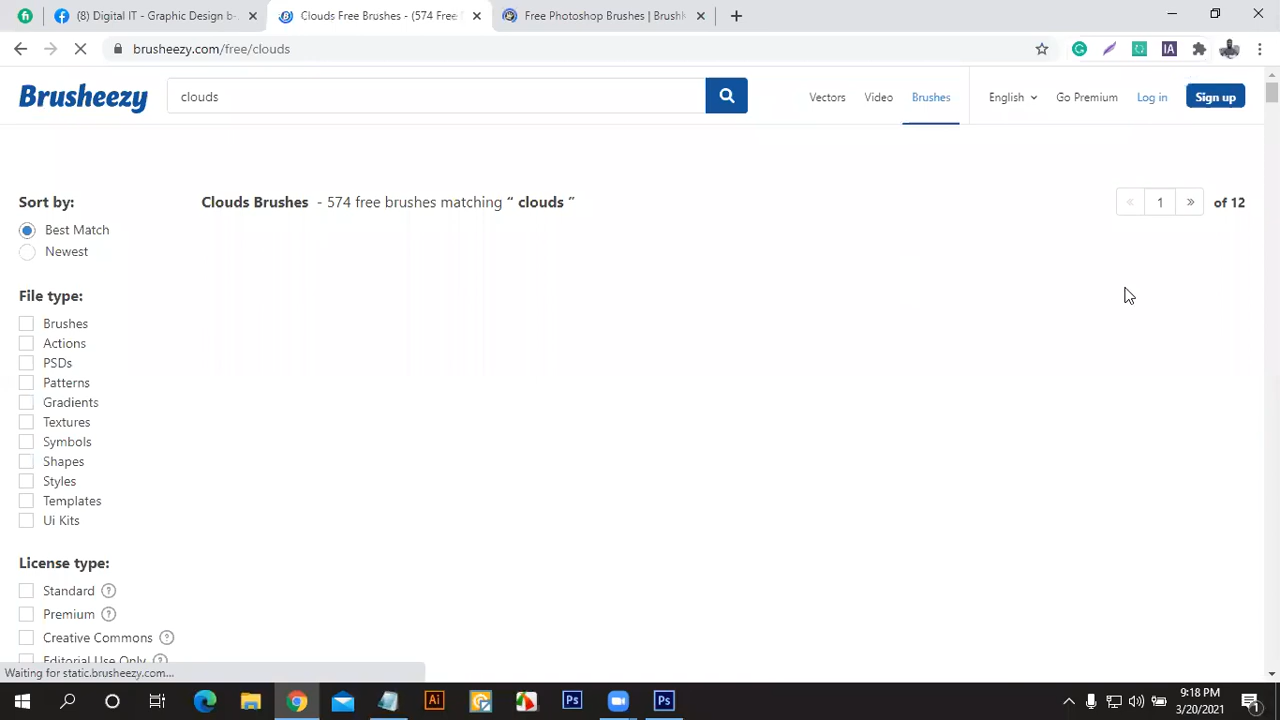 (8) Digital IT - Graphic Design b-
Clouds Free Brushes - (574 Free
Free Photoshop Brushes | Brush
brusheezy.com/free/clouds
Brusheezy
clouds
Vectors
Video
Brushes
English
Go Premium
Log in
Sign up
Sort by:
Clouds Brushes - 574 free brushes matching “ clouds ”
« 1 » of 12
Best Match
Newest
File type:
Brushes
Actions
PSDs
Patterns
Gradients
Textures
Symbols
Shapes
Styles
Templates
Ui Kits
License type:
Standard ?
Premium ?
Creative Commons ?
Editorial Use Only ?
Waiting for static.brusheezy.com...
9:18 PM
3/20/2021